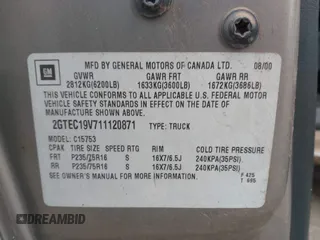 GM
MFD BY GENERAL MOTORS OF CANADA LTD. 08/00
GVWR GAWR FRT GAWR RR
2812KG(6200LB) 1633KG(3600LB) 1672KG(3686LB)
THIS VEHICLE CONFORMS TO ALL APPLICABLE U.S. FEDERAL MOTOR
VEHICLE SAFETY STANDARDS IN EFFECT ON THE DATE OF
MANUFACTURE SHOWN ABOVE.
2GTEC19V711120871 TYPE: TRUCK
MODEL: C15753
CPAK TIRE SIZE SPEED RTG RIM COLD TIRE PRESSURE
FRT P235/75R16 S 16X7/6.5J 240KPA(35PSI)
RR P235/75R16 S 16X7/6.5J 240KPA(35PSI)
SEE OWNER'S MANUAL FOR ADDITIONAL INFORMATION
DREAMBID